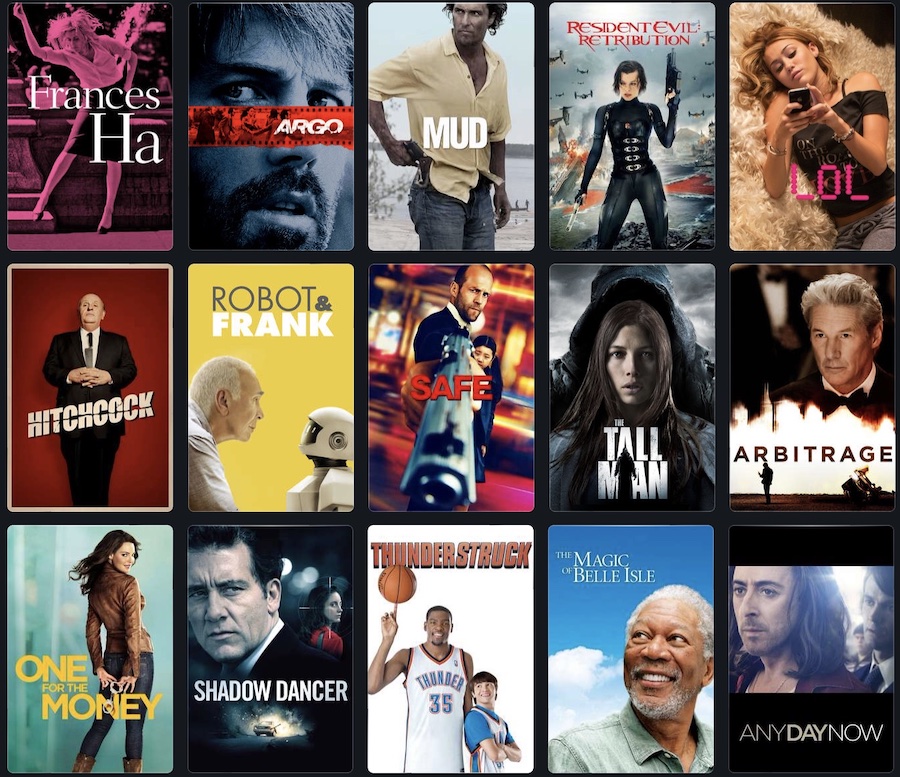 Frances
Ha
ARGO
MUD
RESIDENT EVIL:
RETRIBUTION
LOL
HITCHCOCK
ROBOT&
FRANK
SAFE
THE
TALL
MAN
ARBITRAGE
ONE
FOR THE
MONEY
SHADOW DANCER
THUNDERSTRUCK
THUNDER
35
THE MAGIC
OF BELLE ISLE
ANYDAYNOW